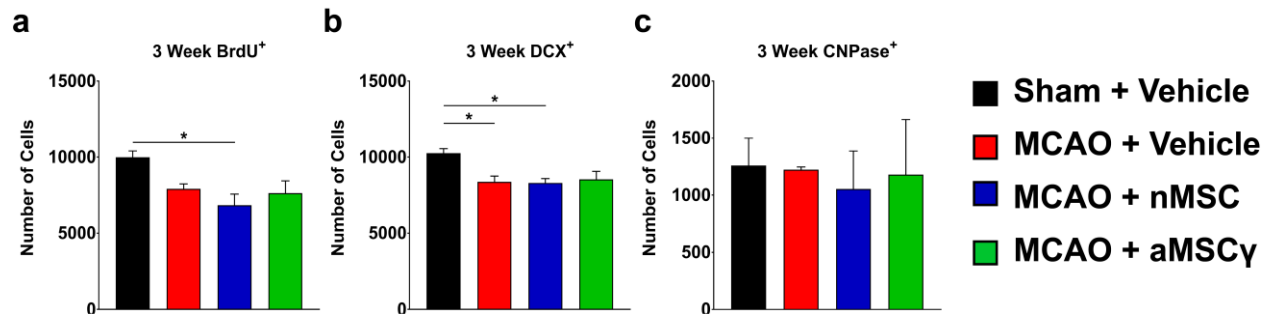 a
3 Week BrdU⁺
Number of Cells
15000
10000
5000
0
*
b
3 Week DCX⁺
Number of Cells
15000
10000
5000
0
*
*
c
3 Week CNPase⁺
Number of Cells
2000
1500
1000
500
0
Sham + Vehicle
MCAO + Vehicle
MCAO + nMSC
MCAO + aMSCγ